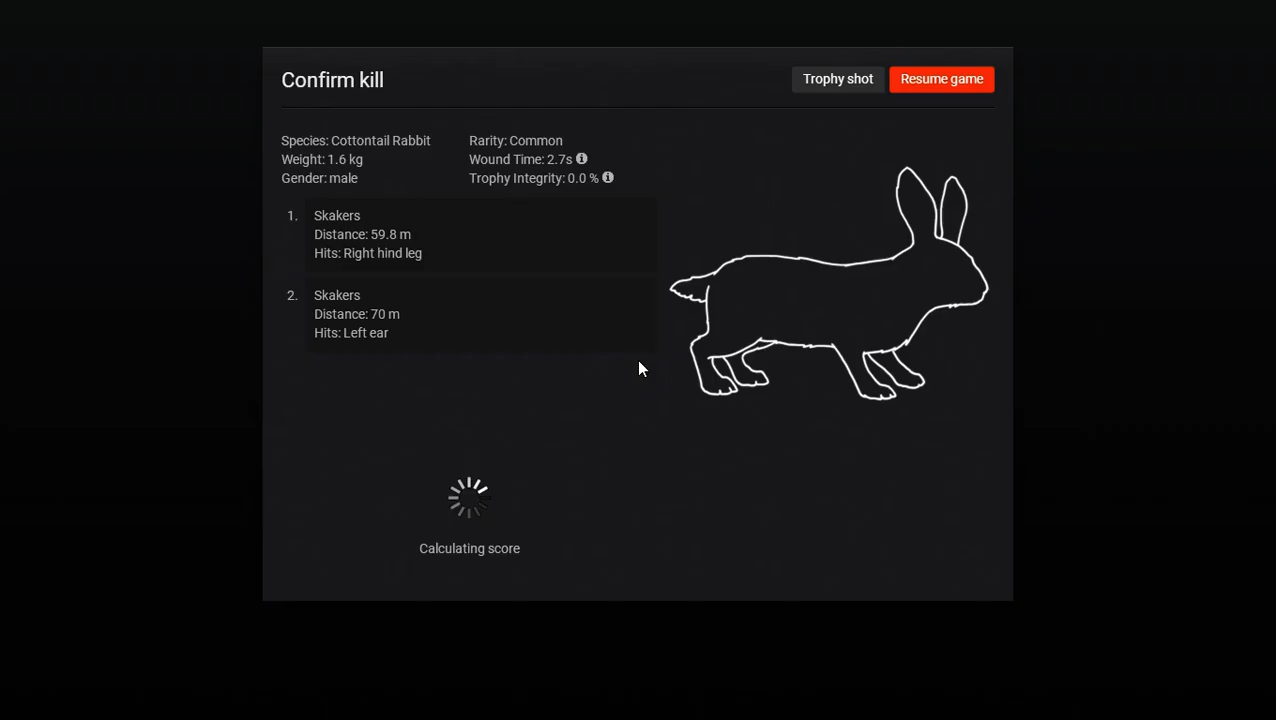 Confirm kill
Trophy shot
Resume game
Species: Cottontail Rabbit
Weight: 1.6 kg
Gender: male
Rarity: Common
Wound Time: 2.7s
Trophy Integrity: 0.0 %
1.
Skakers
Distance: 59.8 m
Hits: Right hind leg
2.
Skakers
Distance: 70 m
Hits: Left ear
Calculating score